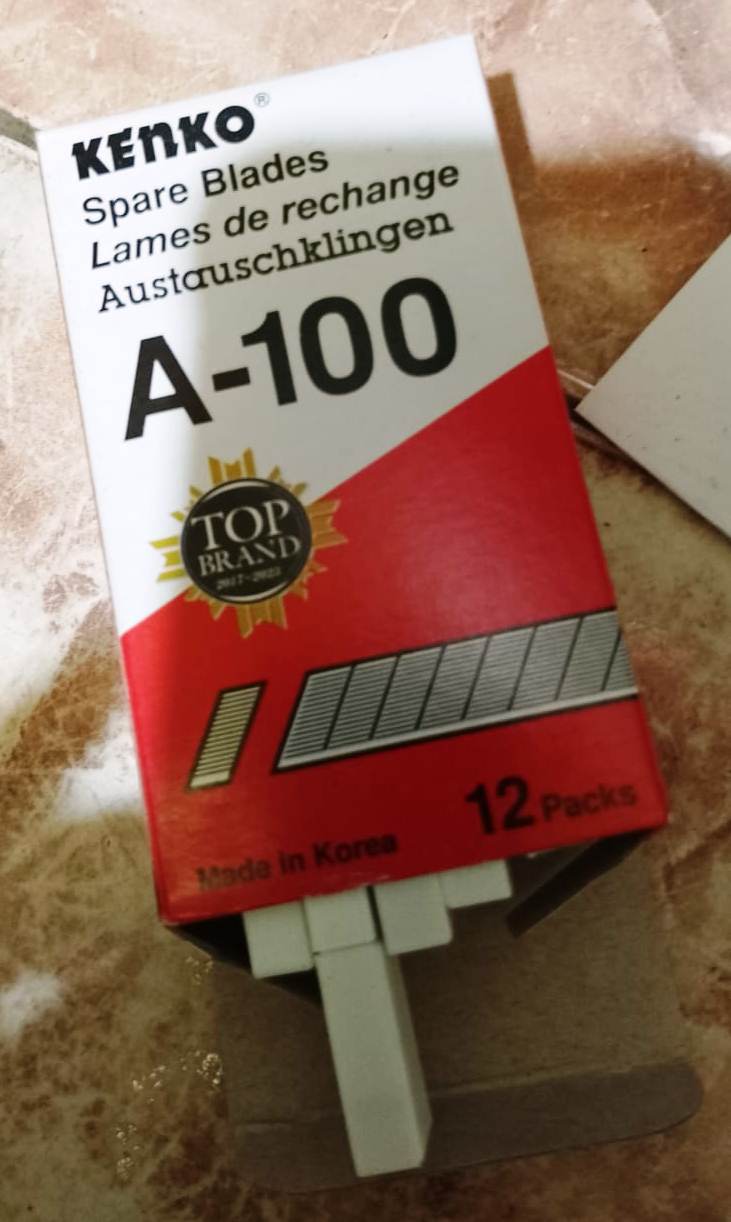 KENKO®
Spare Blades
Lames de rechange
Austauschklingen
A-100
TOP
BRAND
12 Packs
Made in Korea